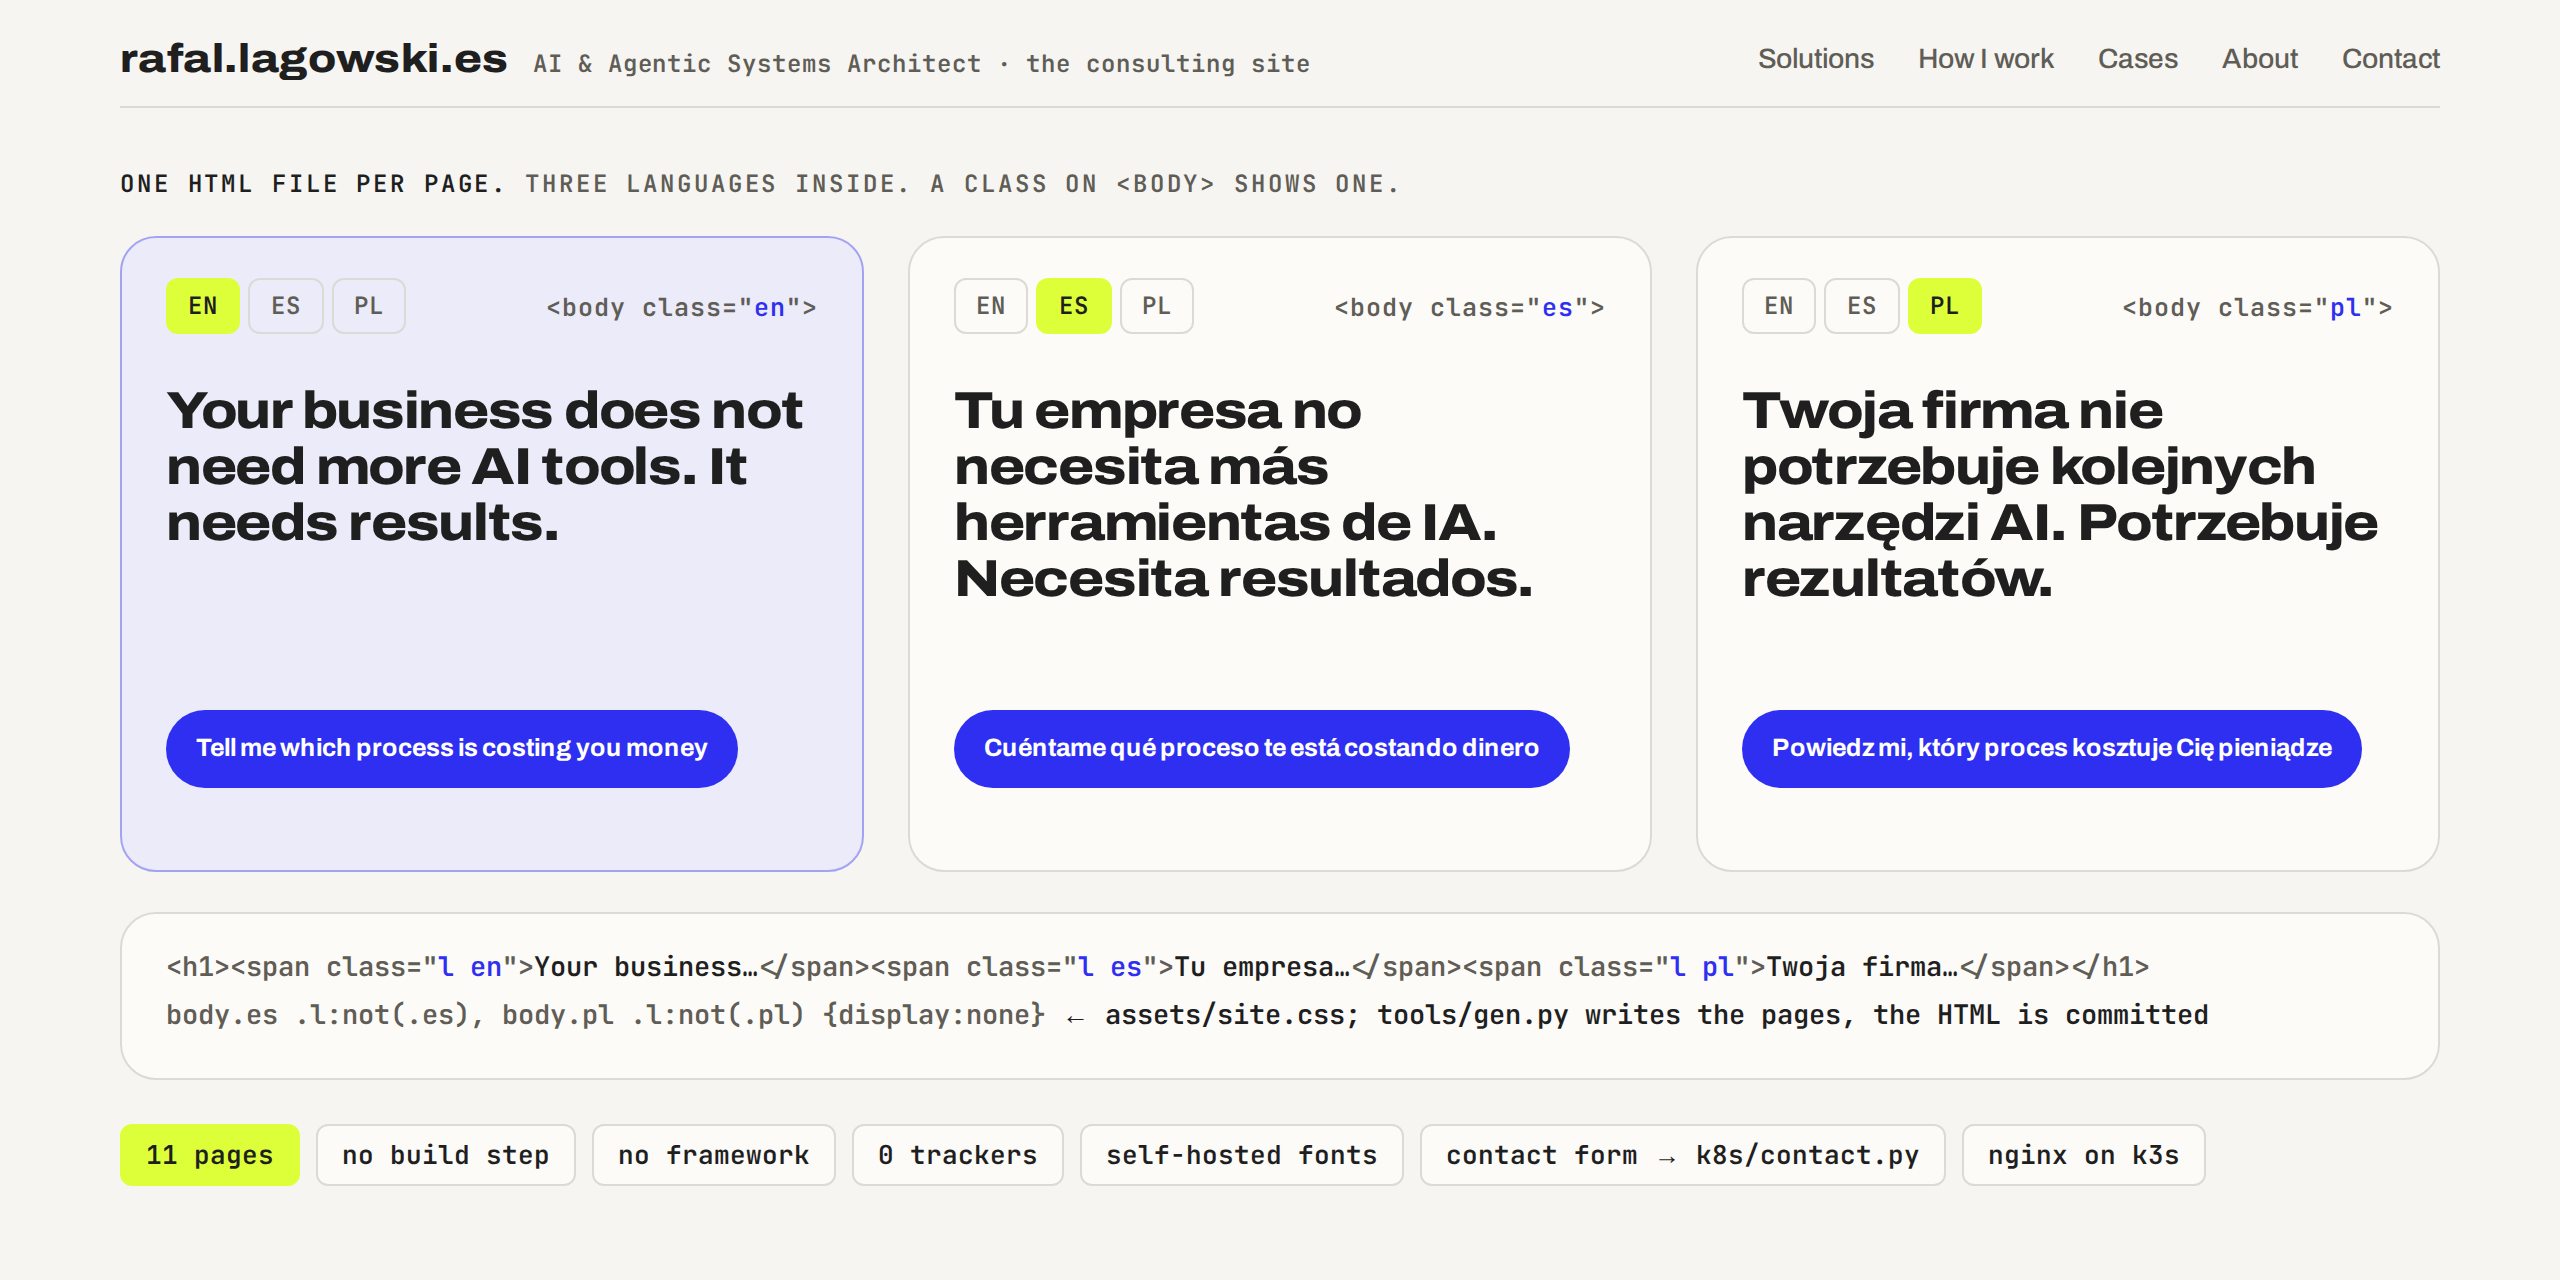 rafal.lagowski.es AI & Agentic Systems Architect · the consulting site Solutions How I work Cases About Contact
ONE HTML FILE PER PAGE. THREE LANGUAGES INSIDE. A CLASS ON <BODY> SHOWS ONE.
EN ES PL <body class="en">
Your business does not
need more AI tools. It
needs results.
Tell me which process is costing you money
EN ES PL <body class="es">
Tu empresa no
necesita más
herramientas de IA.
Necesita resultados.
Cuéntame qué proceso te está costando dinero
EN ES PL <body class="pl">
Twoja firma nie
potrzebuje kolejnych
narzędzi AI. Potrzebuje
rezultatów.
Powiedz mi, który proces kosztuje Cię pieniądze
<h1><span class="l en">Your business…</span><span class="l es">Tu empresa…</span><span class="l pl">Twoja firma…</span></h1>
body.es .l:not(.es), body.pl .l:not(.pl) {display:none} ← assets/site.css; tools/gen.py writes the pages, the HTML is committed
11 pages no build step no framework 0 trackers self-hosted fonts contact form → k8s/contact.py nginx on k3s